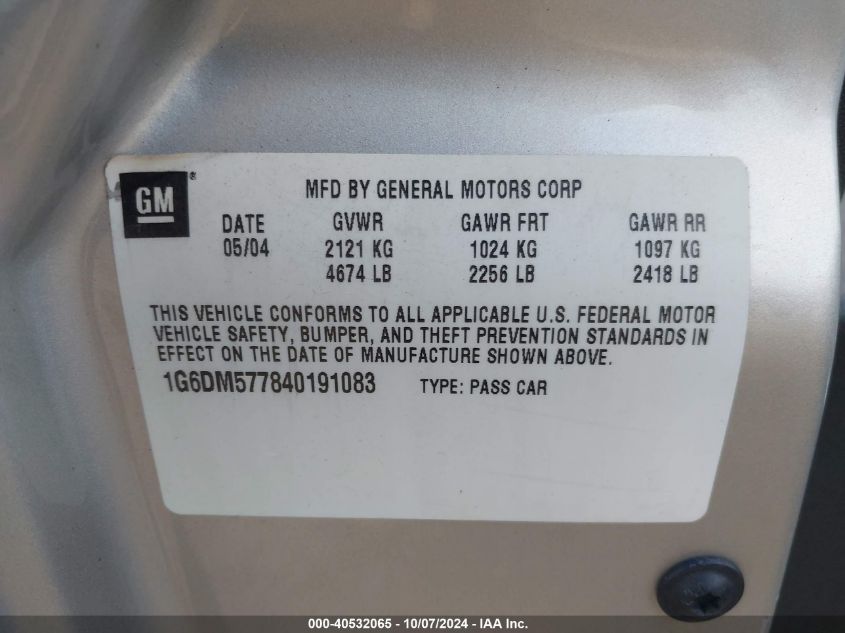 GM ®
MFD BY GENERAL MOTORS CORP
DATE GVWR GAWR FRT GAWR RR
05/04 2121 KG 1024 KG 1097 KG
4674 LB 2256 LB 2418 LB
THIS VEHICLE CONFORMS TO ALL APPLICABLE U.S. FEDERAL MOTOR
VEHICLE SAFETY, BUMPER, AND THEFT PREVENTION STANDARDS IN
EFFECT ON THE DATE OF MANUFACTURE SHOWN ABOVE.
1G6DM577840191083 TYPE: PASS CAR
000-40532065 - 10/07/2024 - IAA Inc.